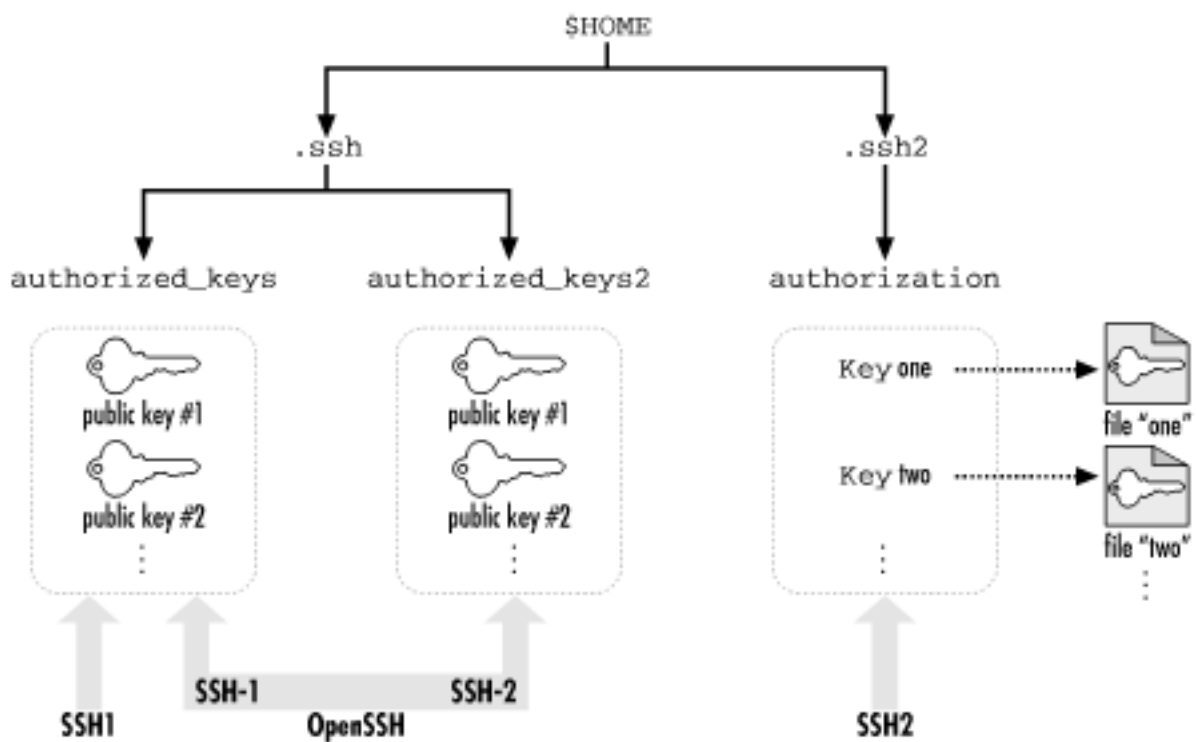 $HOME
.ssh
.ssh2
authorized_keys
authorized_keys2
authorization
public key #1
public key #2
⋮
public key #1
public key #2
⋮
Key one
Key two
⋮
file “one”
file “two”
⋮
SSH-1
SSH-2
SSH1
OpenSSH
SSH2